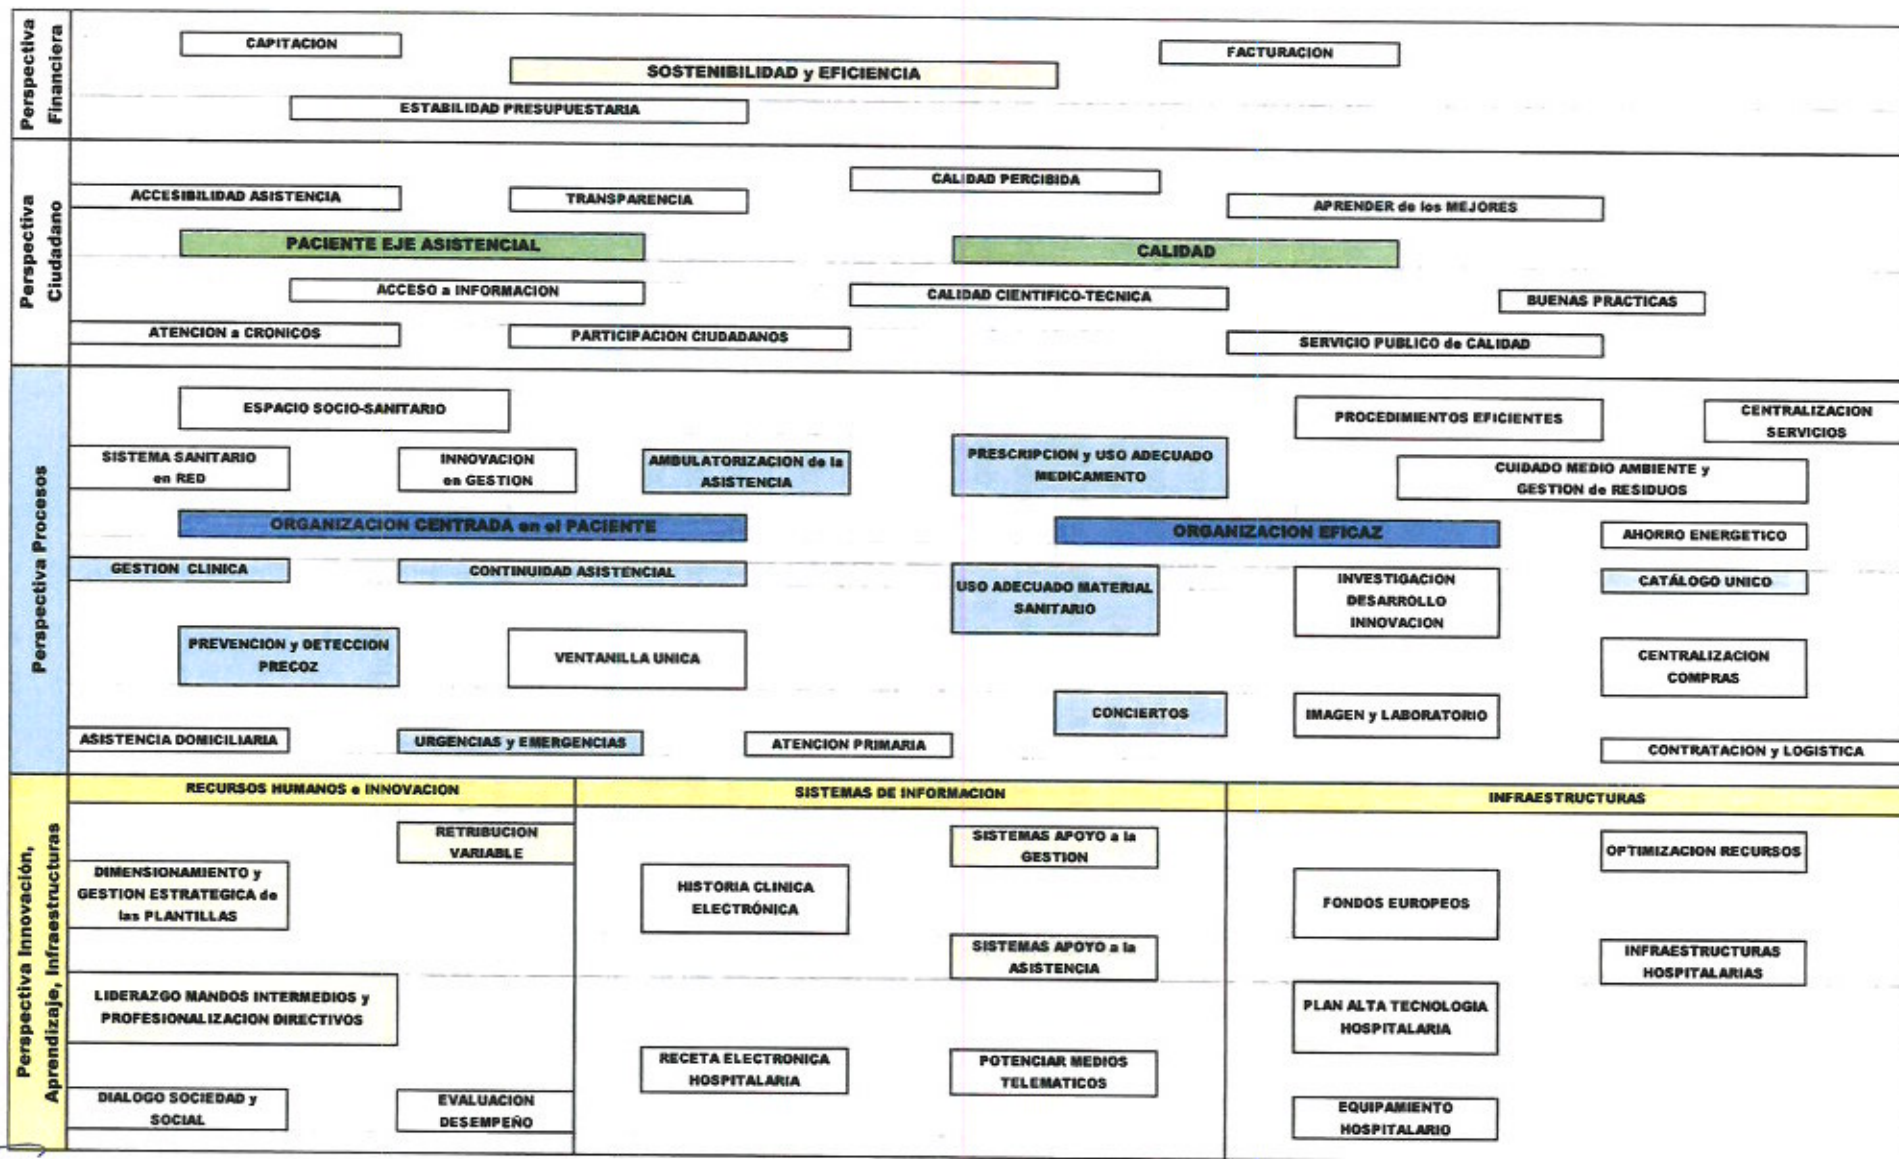 Perspectiva
Financiera
CAPITACION
FACTURACION
SOSTENIBILIDAD y EFICIENCIA
ESTABILIDAD PRESUPUESTARIA
Perspectiva
Ciudadano
CALIDAD PERCIBIDA
ACCESIBILIDAD ASISTENCIA
TRANSPARENCIA
APRENDER de los MEJORES
PACIENTE EJE ASISTENCIAL
CALIDAD
ACCESO a INFORMACION
CALIDAD CIENTIFICO-TECNICA
BUENAS PRACTICAS
ATENCION a CRONICOS
PARTICIPACION CIUDADANOS
SERVICIO PUBLICO de CALIDAD
Perspectiva Procesos
ESPACIO SOCIO-SANITARIO
PROCEDIMIENTOS EFICIENTES
CENTRALIZACION
SERVICIOS
SISTEMA SANITARIO
en RED
INNOVACION
en GESTION
AMBULATORIZACION de la
ASISTENCIA
PRESCRIPCION y USO ADECUADO
MEDICAMENTO
CUIDADO MEDIO AMBIENTE y
GESTION de RESIDUOS
ORGANIZACION CENTRADA en el PACIENTE
ORGANIZACION EFICAZ
AHORRO ENERGETICO
GESTION CLINICA
CONTINUIDAD ASISTENCIAL
USO ADECUADO MATERIAL
SANITARIO
INVESTIGACION
DESARROLLO
INNOVACION
CATÁLOGO UNICO
PREVENCION y DETECCION
PRECOZ
VENTANILLA UNICA
CENTRALIZACION
COMPRAS
CONCIERTOS
IMAGEN y LABORATORIO
ASISTENCIA DOMICILIARIA
URGENCIAS y EMERGENCIAS
ATENCION PRIMARIA
CONTRATACION y LOGISTICA
Perspectiva Innovación,
Aprendizaje, Infraestructuras
RECURSOS HUMANOS e INNOVACION
SISTEMAS DE INFORMACION
INFRAESTRUCTURAS
RETRIBUCION
VARIABLE
SISTEMAS APOYO a la
GESTION
OPTIMIZACION RECURSOS
DIMENSIONAMIENTO y
GESTION ESTRATEGICA de
las PLANTILLAS
HISTORIA CLINICA
ELECTRÓNICA
FONDOS EUROPEOS
SISTEMAS APOYO a la
ASISTENCIA
INFRAESTRUCTURAS
HOSPITALARIAS
LIDERAZGO MANDOS INTERMEDIOS y
PROFESIONALIZACION DIRECTIVOS
PLAN ALTA TECNOLOGIA
HOSPITALARIA
RECETA ELECTRONICA
HOSPITALARIA
POTENCIAR MEDIOS
TELEMATICOS
DIALOGO SOCIEDAD y
SOCIAL
EVALUACION
DESEMPEÑO
EQUIPAMIENTO
HOSPITALARIO